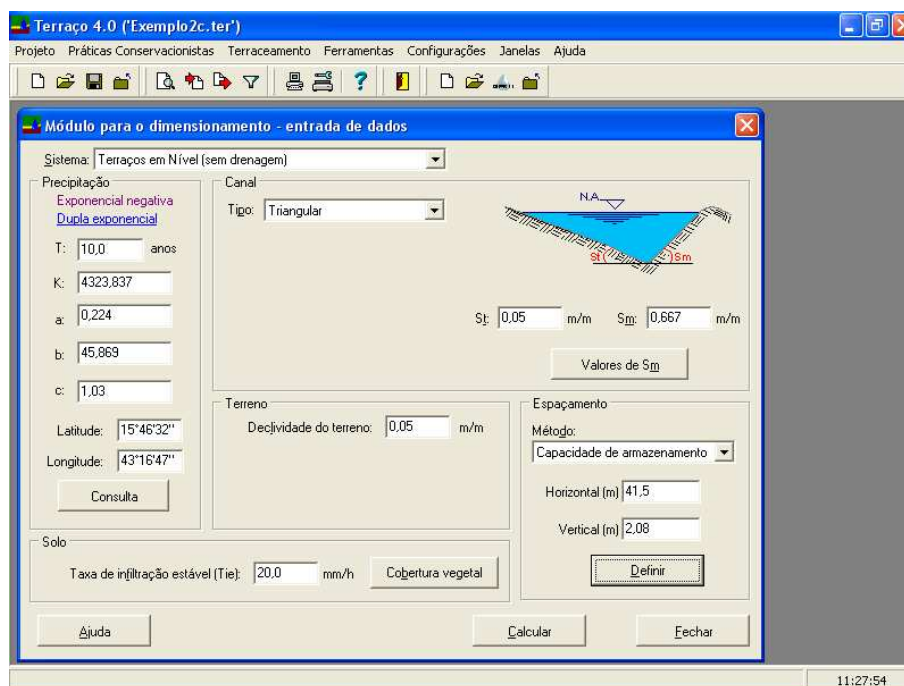 Terraço 4.0 ('Exemplo2c.ter')
Projeto Práticas Conservacionistas Terraceamento Ferramentas Configurações Janelas Ajuda
Módulo para o dimensionamento - entrada de dados
Sistema: Terraços em Nível (sem drenagem)
Precipitação
Exponencial negativa
Dupla exponencial
T: 10,0 anos
K: 4323,837
a: 0,224
b: 45,869
c: 1,03
Latitude: 15°46'32''
Longitude: 43°16'47''
Consulta
Canal
Tipo: Triangular
N.A.
St Sm
St: 0,05 m/m Sm: 0,667 m/m
Valores de Sm
Terreno
Declividade do terreno: 0,05 m/m
Espaçamento
Método:
Capacidade de armazenamento
Horizontal (m) 41,5
Vertical (m) 2,08
Definir
Solo
Taxa de infiltração estável (Tie): 20,0 mm/h Cobertura vegetal
Ajuda Calcular Fechar
11:27:54